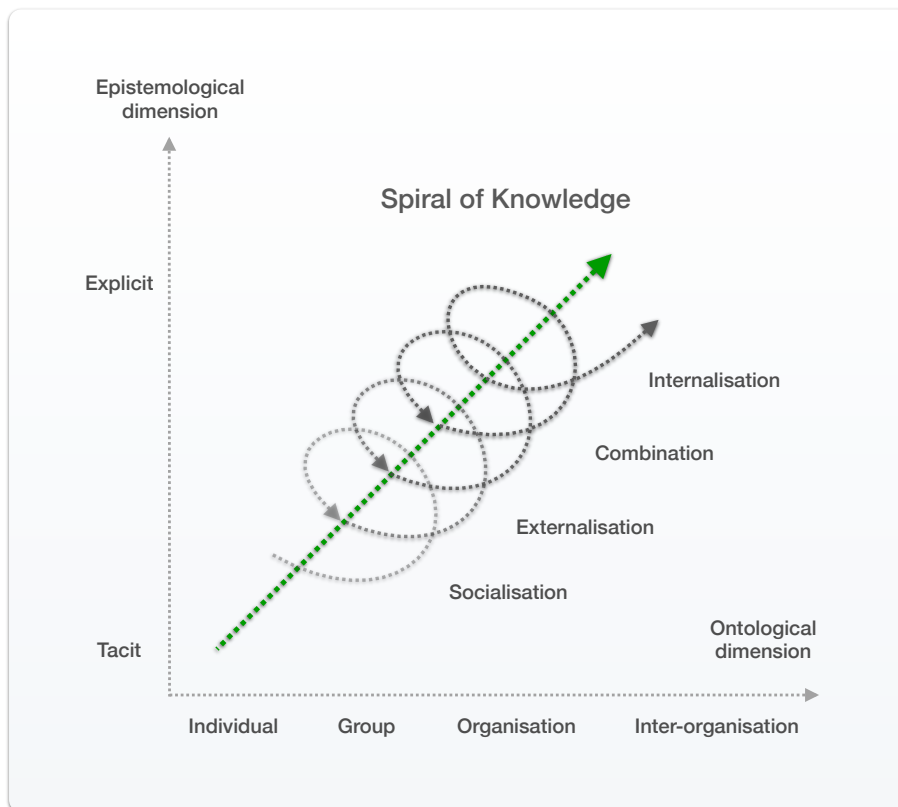 Epistemological
dimension
Spiral of Knowledge
Explicit
Internalisation
Combination
Externalisation
Socialisation
Tacit
Ontological
dimension
Individual
Group
Organisation
Inter-organisation